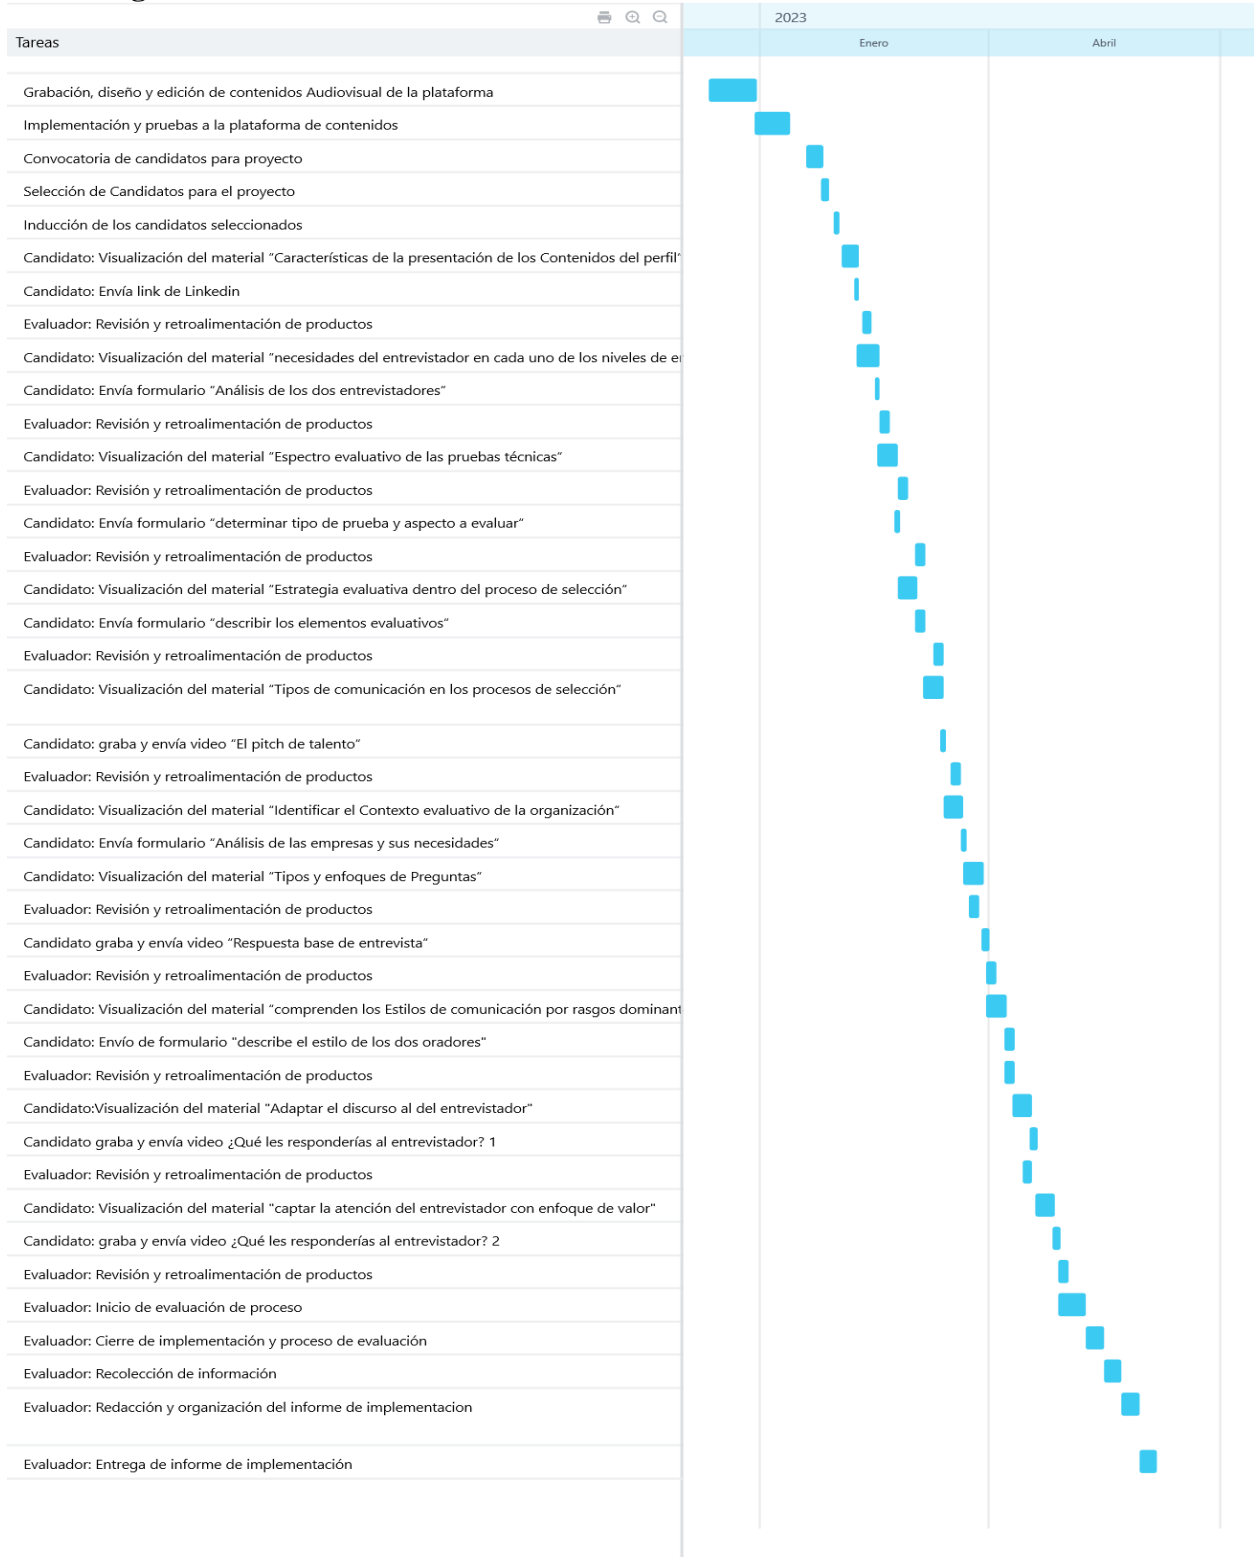 2023
Tareas
Enero
Abril
Grabación, diseño y edición de contenidos Audiovisual de la plataforma
Implementación y pruebas a la plataforma de contenidos
Convocatoria de candidatos para proyecto
Selección de Candidatos para el proyecto
Inducción de los candidatos seleccionados
Candidato: Visualización del material “Características de la presentación de los Contenidos del perfil”
Candidato: Envía link de Linkedin
Evaluador: Revisión y retroalimentación de productos
Candidato: Visualización del material “necesidades del entrevistador en cada uno de los niveles de
Candidato: Envía formulario “Análisis de los dos entrevistadores”
Evaluador: Revisión y retroalimentación de productos
Candidato: Visualización del material “Espectro evaluativo de las pruebas técnicas”
Evaluador: Revisión y retroalimentación de productos
Candidato: Envía formulario “determinar tipo de prueba y aspecto a evaluar”
Evaluador: Revisión y retroalimentación de productos
Candidato: Visualización del material “Estrategia evaluativa dentro del proceso de selección”
Candidato: Envía formulario “describir los elementos evaluativos”
Evaluador: Revisión y retroalimentación de productos
Candidato: Visualización del material “Tipos de comunicación en los procesos de selección”
Candidato: graba y envía video “El pitch de talento”
Evaluador: Revisión y retroalimentación de productos
Candidato: Visualización del material “Identificar el Contexto evaluativo de la organización”
Candidato: Envía formulario “Análisis de las empresas y sus necesidades”
Candidato: Visualización del material “Tipos y enfoques de Preguntas”
Evaluador: Revisión y retroalimentación de productos
Candidato graba y envía video “Respuesta base de entrevista”
Evaluador: Revisión y retroalimentación de productos
Candidato: Visualización del material “comprenden los Estilos de comunicación por rasgos dominant
Candidato: Envío de formulario "describe el estilo de los dos oradores"
Evaluador: Revisión y retroalimentación de productos
Candidato:Visualización del material "Adaptar el discurso al del entrevistador"
Candidato graba y envía video ¿Qué les responderías al entrevistador? 1
Evaluador: Revisión y retroalimentación de productos
Candidato: Visualización del material "captar la atención del entrevistador con enfoque de valor"
Candidato: graba y envía video ¿Qué les responderías al entrevistador? 2
Evaluador: Revisión y retroalimentación de productos
Evaluador: Inicio de evaluación de proceso
Evaluador: Cierre de implementación y proceso de evaluación
Evaluador: Recolección de información
Evaluador: Redacción y organización del informe de implementacion
Evaluador: Entrega de informe de implementación